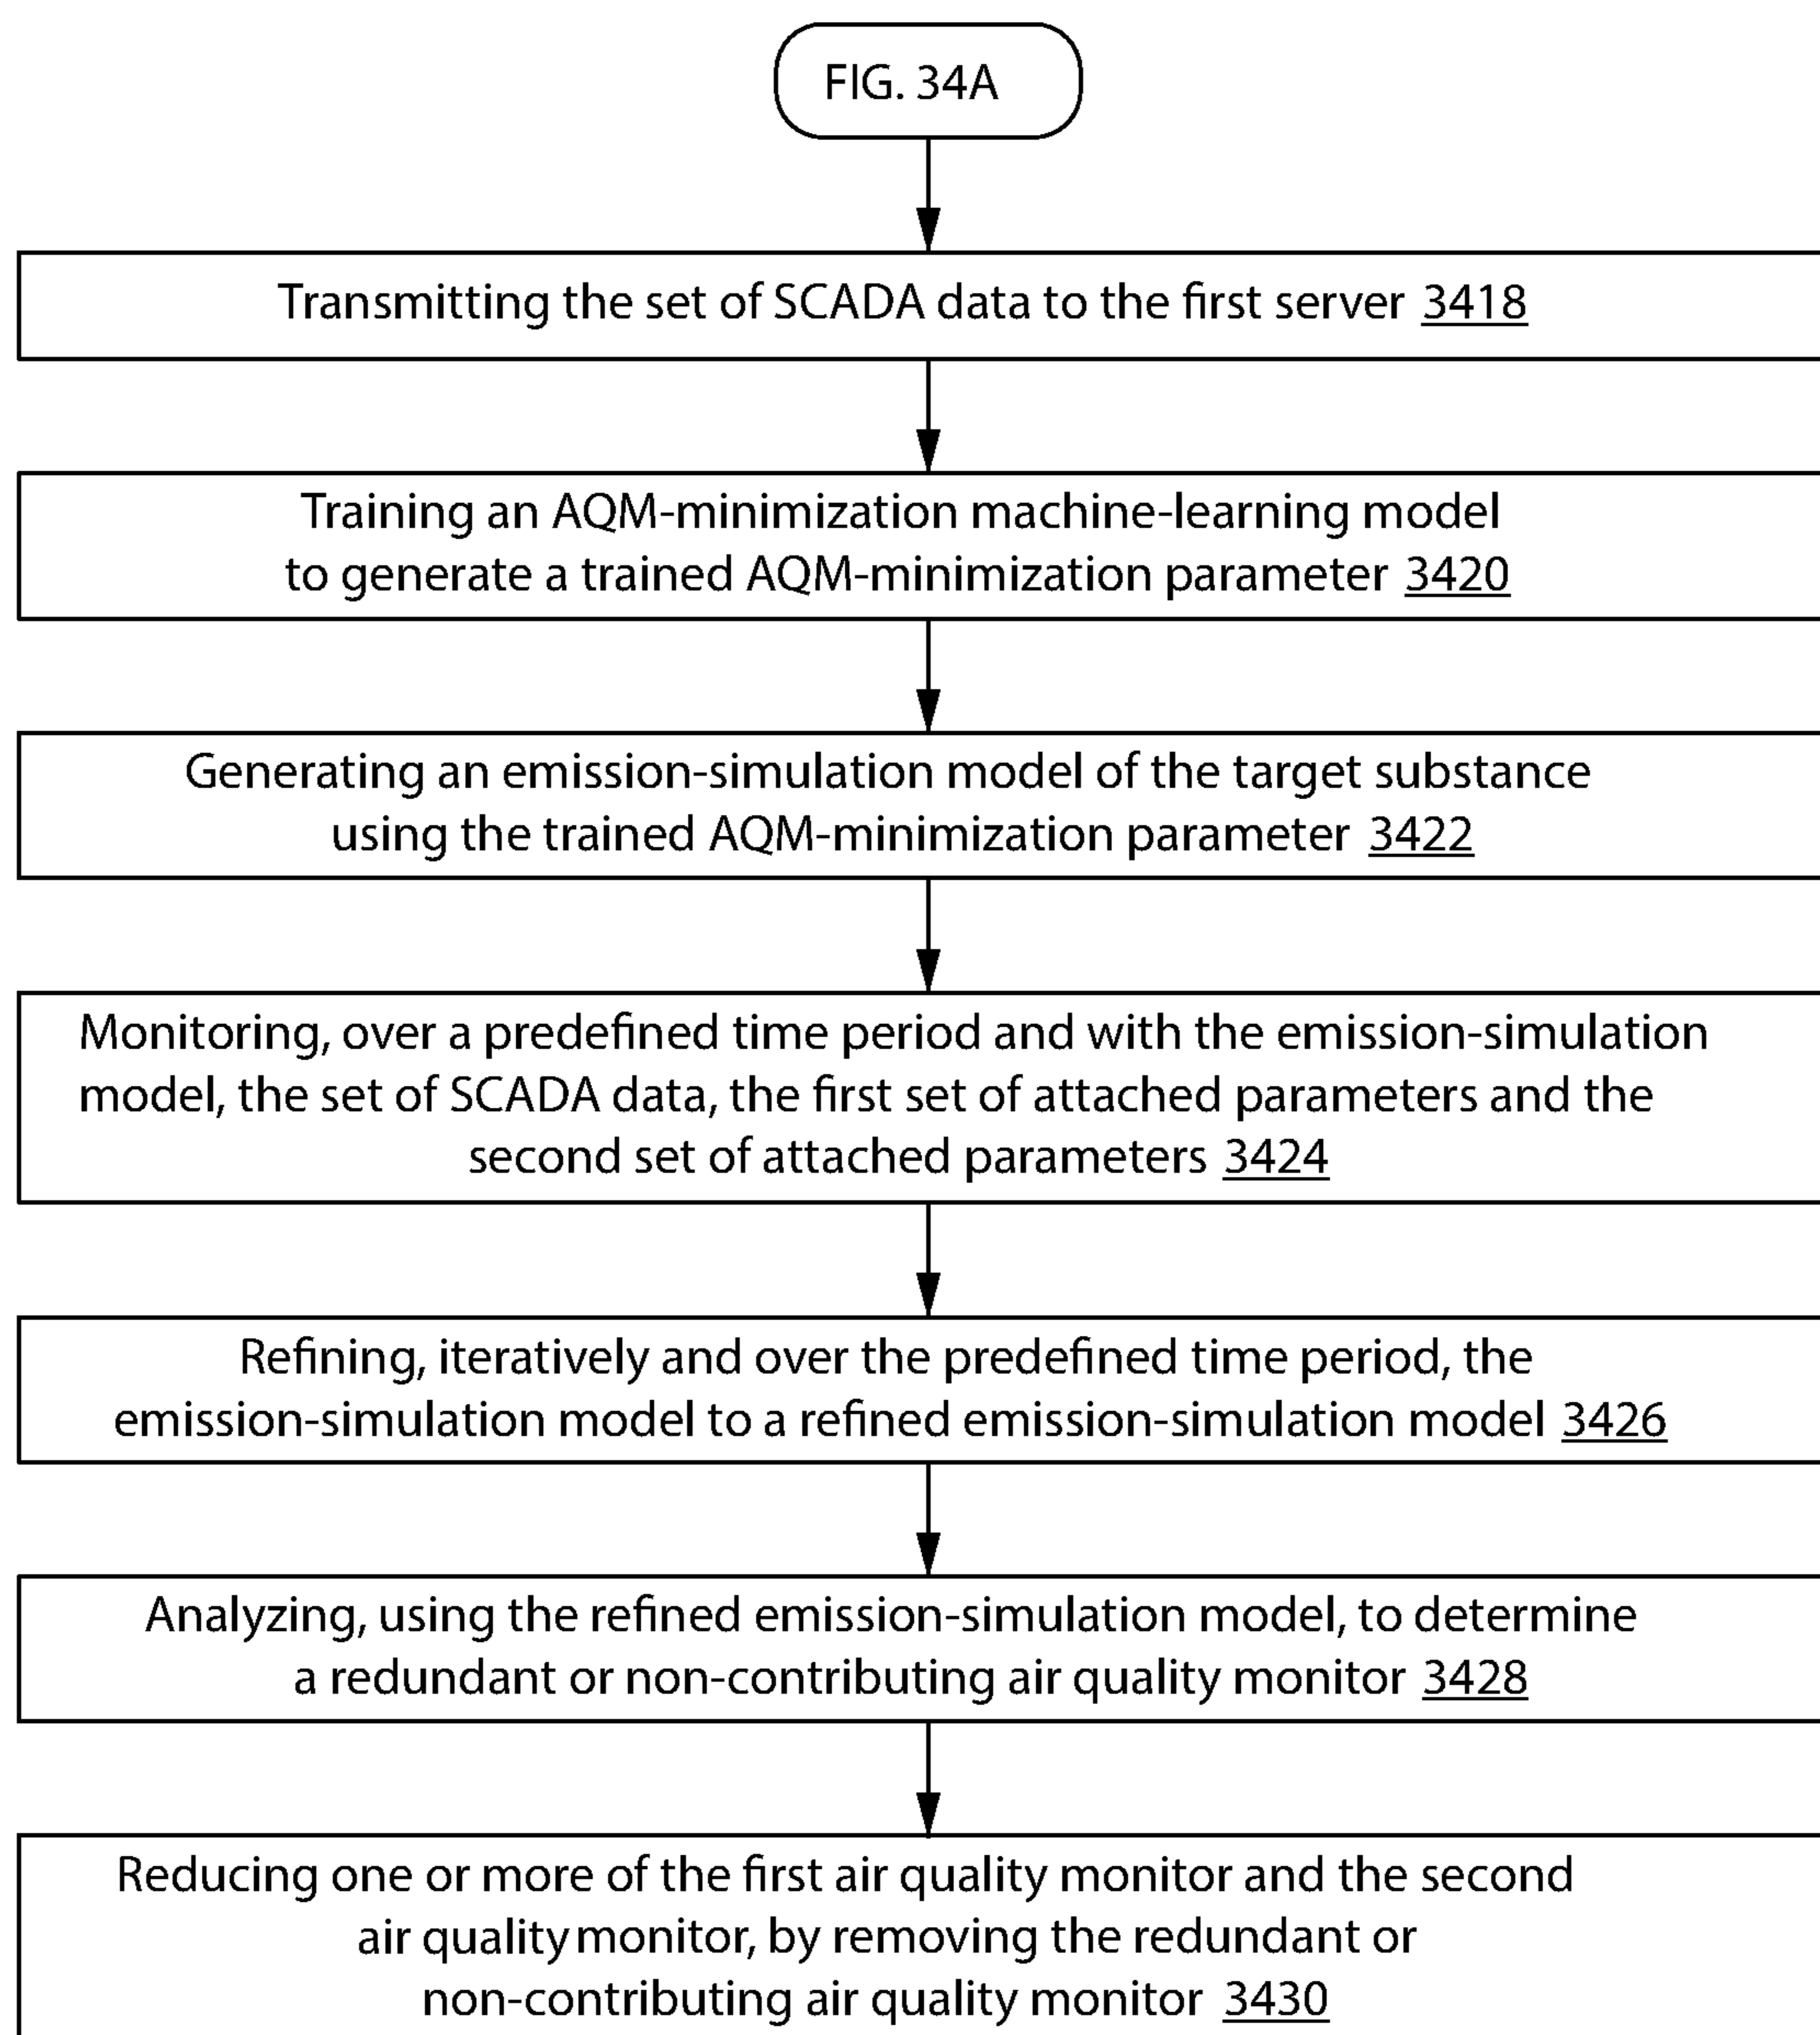 FIG. 34A
Transmitting the set of SCADA data to the first server 3418
Training an AQM-minimization machine-learning model
to generate a trained AQM-minimization parameter 3420
Generating an emission-simulation model of the target substance
using the trained AQM-minimization parameter 3422
Monitoring, over a predefined time period and with the emission-simulation
model, the set of SCADA data, the first set of attached parameters and the
second set of attached parameters 3424
Refining, iteratively and over the predefined time period, the
emission-simulation model to a refined emission-simulation model 3426
Analyzing, using the refined emission-simulation model, to determine
a redundant or non-contributing air quality monitor 3428
Reducing one or more of the first air quality monitor and the second
air quality monitor, by removing the redundant or
non-contributing air quality monitor 3430